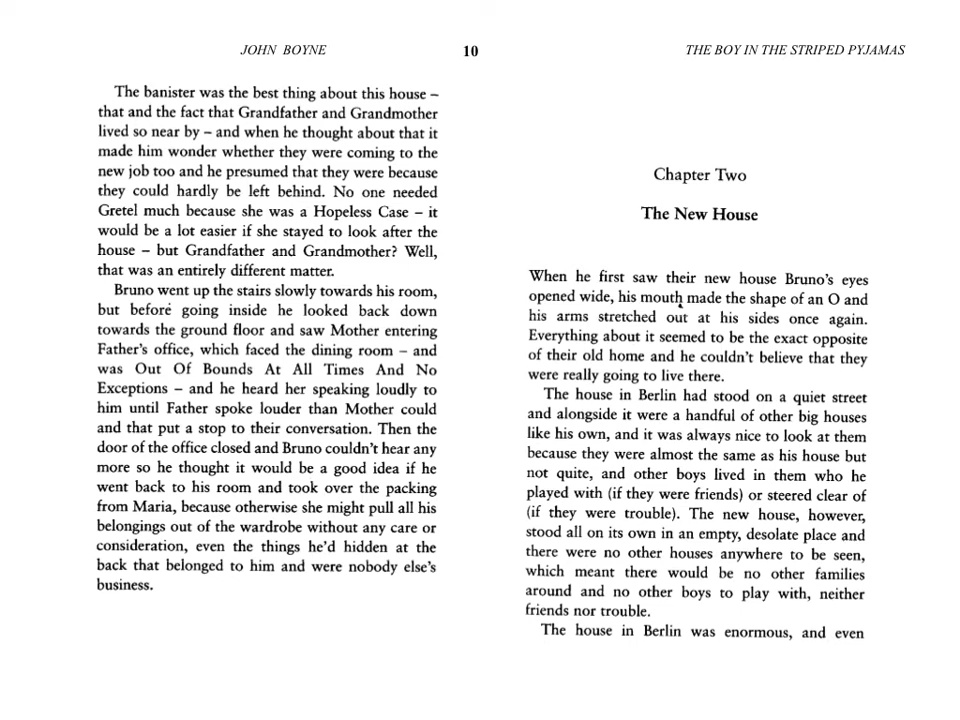 JOHN BOYNE
10
THE BOY IN THE STRIPED PYJAMAS
The banister was the best thing about this house –
that and the fact that Grandfather and Grandmother
lived so near by – and when he thought about that it
made him wonder whether they were coming to the
new job too and he presumed that they were because
they could hardly be left behind. No one needed
Gretel much because she was a Hopeless Case – it
would be a lot easier if she stayed to look after the
house – but Grandfather and Grandmother? Well,
that was an entirely different matter.
Bruno went up the stairs slowly towards his room,
but before going inside he looked back down
towards the ground floor and saw Mother entering
Father's office, which faced the dining room – and
was Out Of Bounds At All Times And No
Exceptions – and he heard her speaking loudly to
him until Father spoke louder than Mother could
and that put a stop to their conversation. Then the
door of the office closed and Bruno couldn't hear any
more so he thought it would be a good idea if he
went back to his room and took over the packing
from Maria, because otherwise she might pull all his
belongings out of the wardrobe without any care or
consideration, even the things he'd hidden at the
back that belonged to him and were nobody else's
business.
Chapter Two
The New House
When he first saw their new house Bruno's eyes
opened wide, his mouth made the shape of an O and
his arms stretched out at his sides once again.
Everything about it seemed to be the exact opposite
of their old home and he couldn't believe that they
were really going to live there.
The house in Berlin had stood on a quiet street
and alongside it were a handful of other big houses
like his own, and it was always nice to look at them
because they were almost the same as his house but
not quite, and other boys lived in them who he
played with (if they were friends) or steered clear of
(if they were trouble). The new house, however,
stood all on its own in an empty, desolate place and
there were no other houses anywhere to be seen,
which meant there would be no other families
around and no other boys to play with, neither
friends nor trouble.
The house in Berlin was enormous, and even